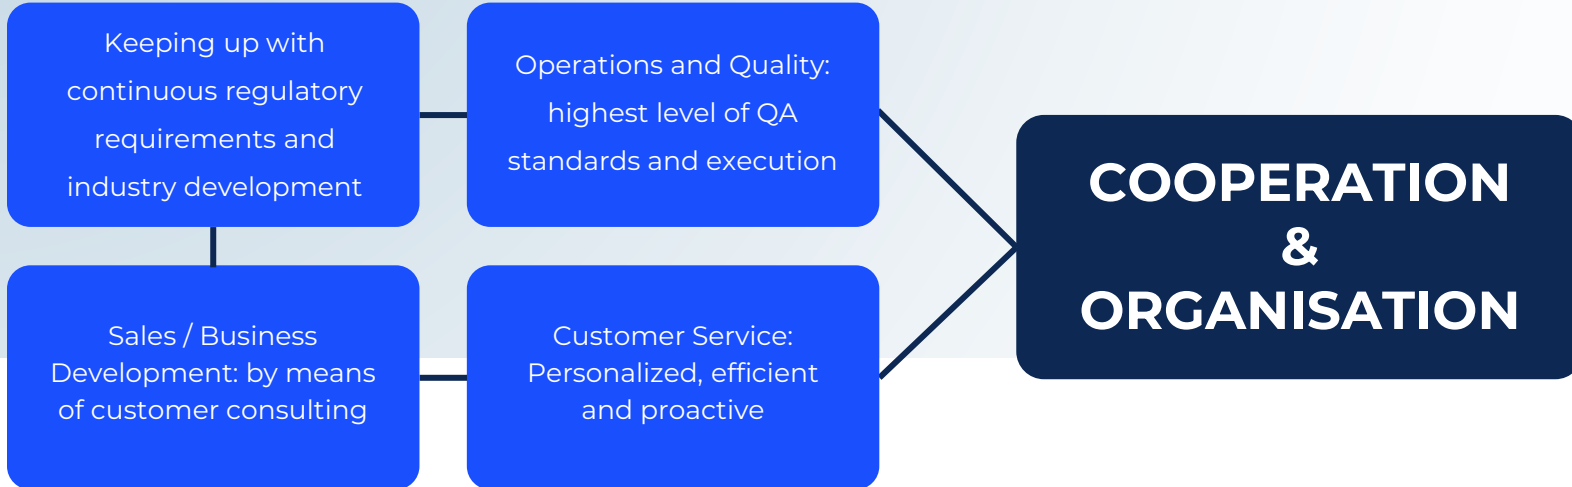 Keeping up with
continuous regulatory
requirements and
industry development
Operations and Quality:
highest level of QA
standards and execution
Sales / Business
Development: by means
of customer consulting
Customer Service:
Personalized, efficient
and proactive
COOPERATION
&
ORGANISATION